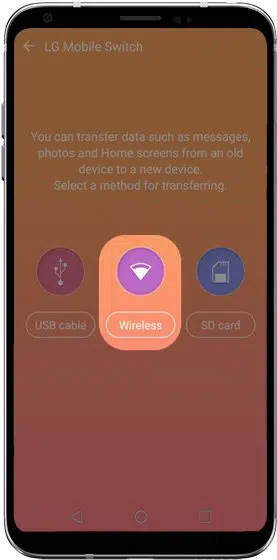 LG Mobile Switch
You can transfer data such as messages,
photos and Home screens from an old
device to a new device.
Select a method for transferring.
USB cable
Wireless
SD card